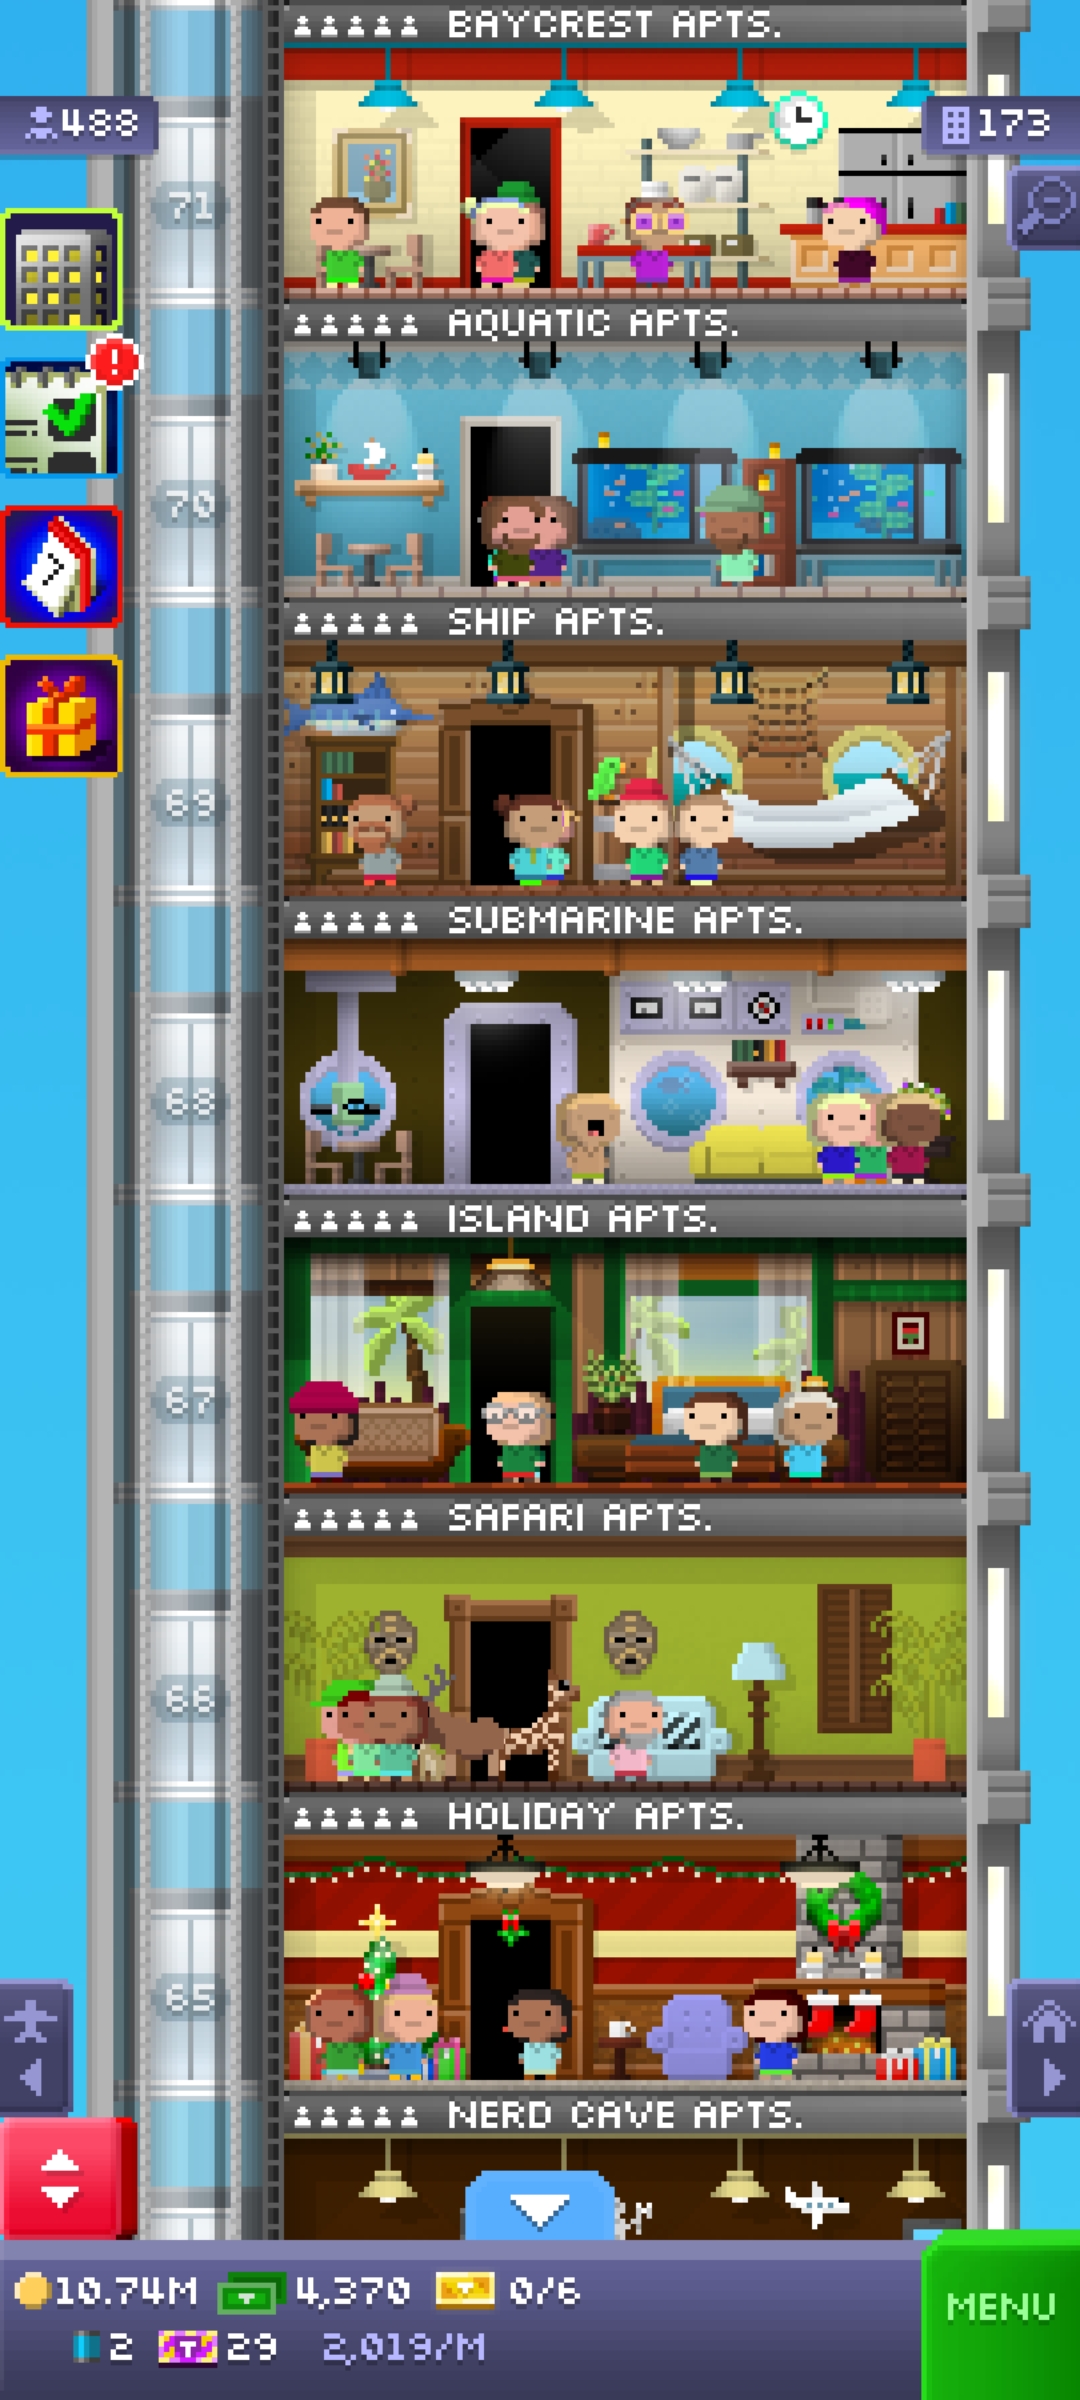 BAYCREST APTS.
488
173
71
AQUATIC APTS.
70
SHIP APTS.
69
SUBMARINE APTS.
68
ISLAND APTS.
67
SAFARI APTS.
66
HOLIDAY APTS.
65
NERD CAVE APTS.
10.74M 4,370 0/6
2 29 2,019/M
MENU